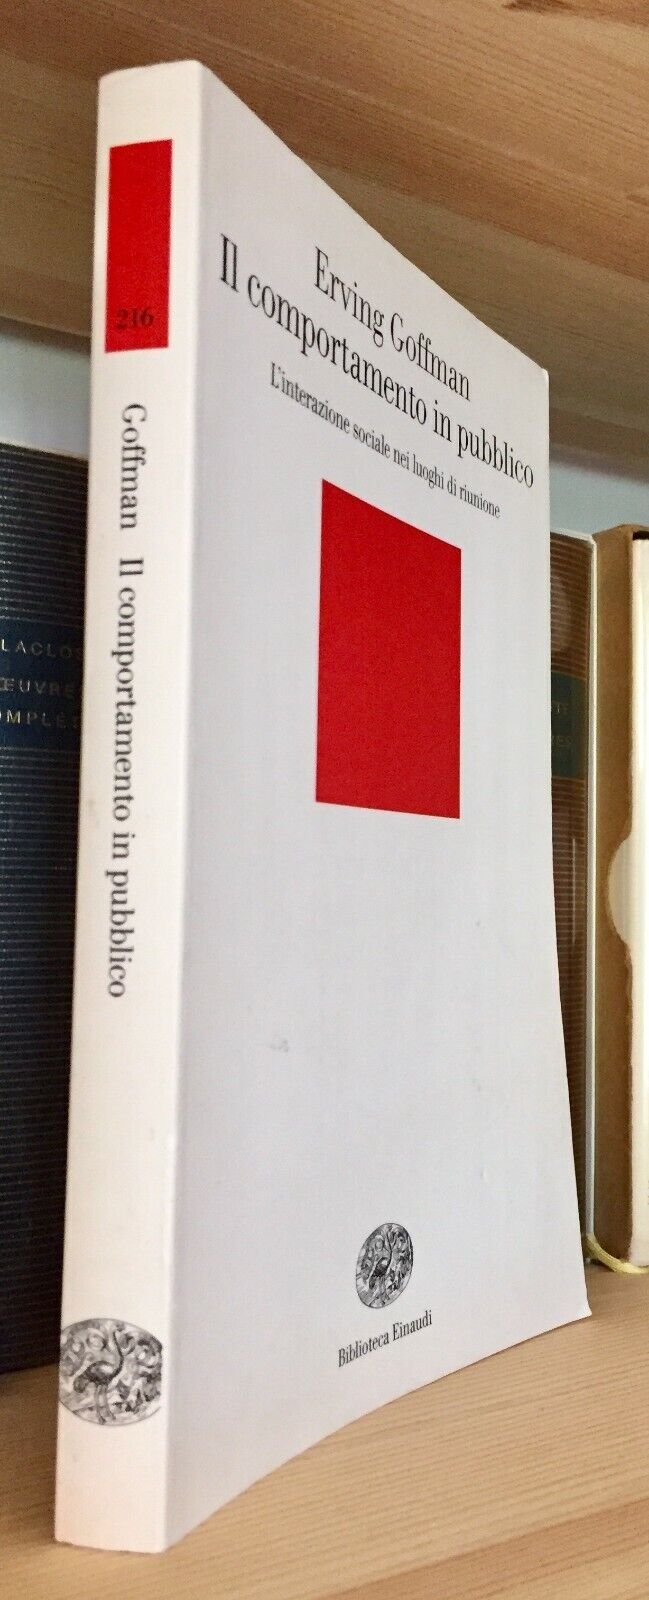 216
Goffman Il comportamento in pubblico
Erving Goffman
Il comportamento in pubblico
L'interazione sociale nei luoghi di riunione
Biblioteca Einaudi
LACLOS
ŒUVRES